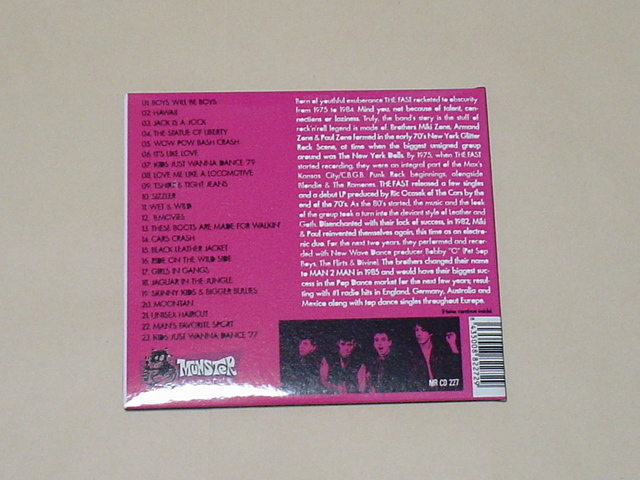 01. BOYS WILL BE BOYS
02. HAWAII
03. JACK IS A JOCK
04. THE STATUE OF LIBERTY
05. WOW POW BASH CRASH
06. IT'S LIKE LOVE
07. KIDS JUST WANNA DANCE '79
08. LOVE ME LIKE A LOCOMOTIVE
09. T-SHIRT & TIGHT JEANS
10. SIZZLER
11. WET & WILD
12. B.MOVIES
13. THESE BOOTS ARE MADE FOR WALKIN'
14. CARS CRASH
15. BLACK LEATHER JACKET
16. RIDE ON THE WILD SIDE
17. GIRLS IN GANGS
18. JAGUAR IN THE JUNGLE
19. SKINNY KIDS & BIGGER BULLIES
20. MOONTAN
21. UNISEX HAIRCUT
22. MAN'S FAVORITE SPORT
23. KIDS JUST WANNA DANCE '77
MUNSTER
Born of youthful exuberance THE FAST rocketed to obscurity
from 1975 to 1984. Mind you, not because of talent, con-
nections or laziness. Truly, the band's story is the stuff of
rock'n'roll legend is made of. Brothers Miki Zone, Armand
Zone & Paul Zone formed in the early 70's New York Glitter
Rock Scene, at time when the biggest unsigned group
around was The New York Dolls. By 1975, when THE FAST
started recording, they were an integral part of the Max's
Kansas City/C.B.G.B. Punk Rock beginnings, alongside
Blondie & The Ramones. THE FAST released a few singles
and a debut LP produced by Ric Ocasek of The Cars by the
end of the 70's. As the 80's started, the music and the look
of the group took a turn into the deviant style of Leather and
Goth. Disenchanted with their lack of success, in 1982, Miki
& Paul reinvented themselves again, this time as an electro-
nic duo. For the next two years, they performed and recor-
ded with New Wave Dance producer Bobby "O" (Pet Sop
Boys, The Flirts & Divine). The brothers changed their name
to MAN 2 MAN in 1985 and would have their biggest suc-
cess in the Pop Dance market for the next few years; resul-
ting with #1 radio hits in England, Germany, Australia and
Mexico along with top dance singles throughout Europe.
(Notes continue inside)
MR CD 227
8435008822729